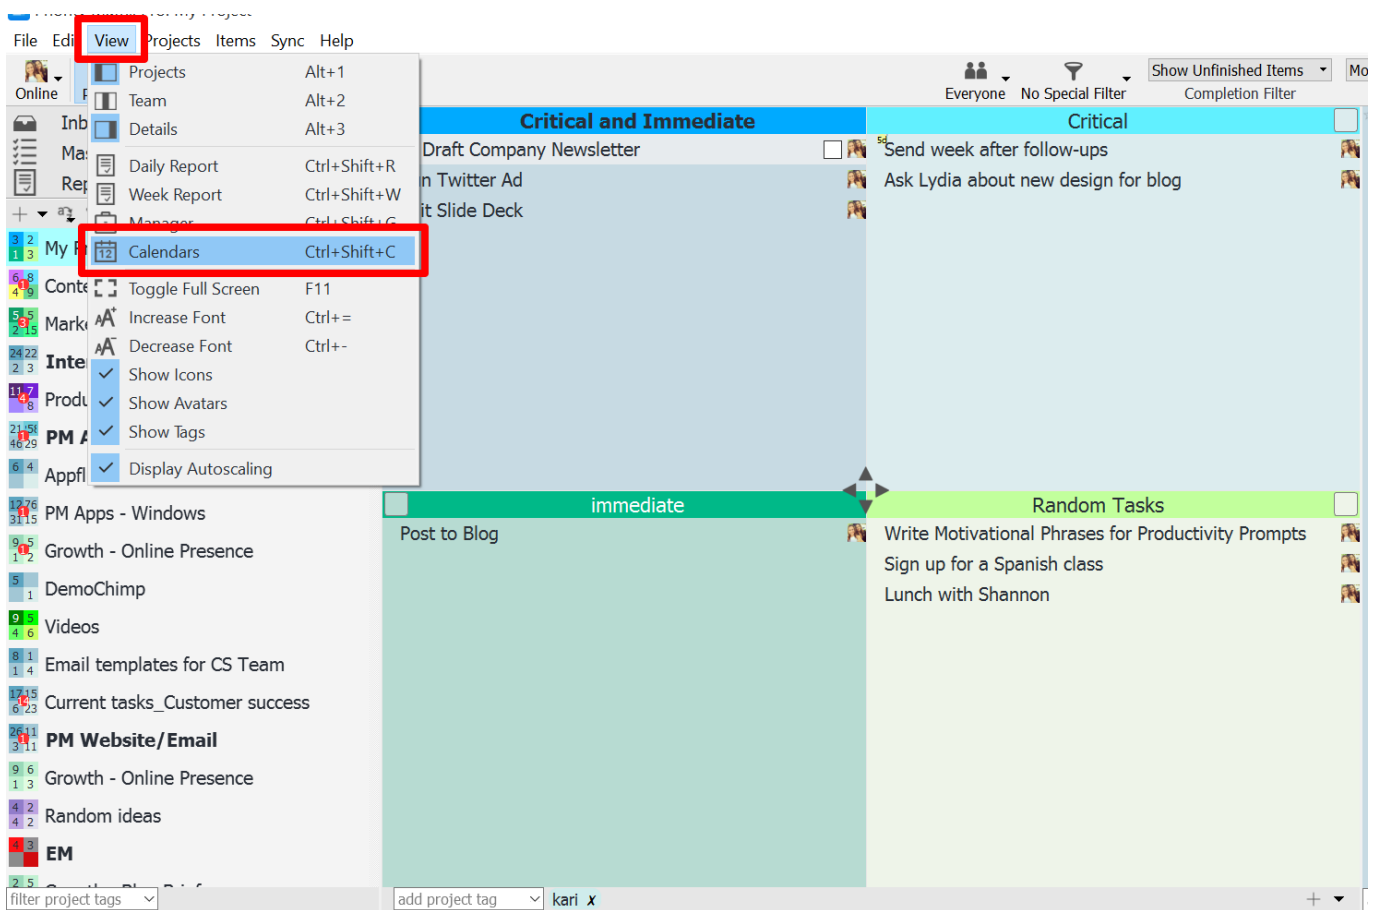 File Edi View Projects Items Sync Help
Online
Projects Alt+1
Team Alt+2
Details Alt+3
Daily Report Ctrl+Shift+R
Week Report Ctrl+Shift+W
Manager Ctrl+Shift+G
Calendars Ctrl+Shift+C
Toggle Full Screen F11
Increase Font Ctrl+=
Decrease Font Ctrl+-
Show Icons
Show Avatars
Show Tags
Display Autoscaling
Everyone
No Special Filter
Show Unfinished Items
Completion Filter
Mo
Inb
Mas
Rep
My P
Conte
Marke
Inte
Produ
PM A
Appfl
PM Apps - Windows
Growth - Online Presence
DemoChimp
Videos
Email templates for CS Team
Current tasks_Customer success
PM Website/Email
Growth - Online Presence
Random ideas
EM
filter project tags
Critical and Immediate
Draft Company Newsletter
n Twitter Ad
it Slide Deck
Critical
5d
Send week after follow-ups
Ask Lydia about new design for blog
immediate
Post to Blog
Random Tasks
Write Motivational Phrases for Productivity Prompts
Sign up for a Spanish class
Lunch with Shannon
add project tag
kari x